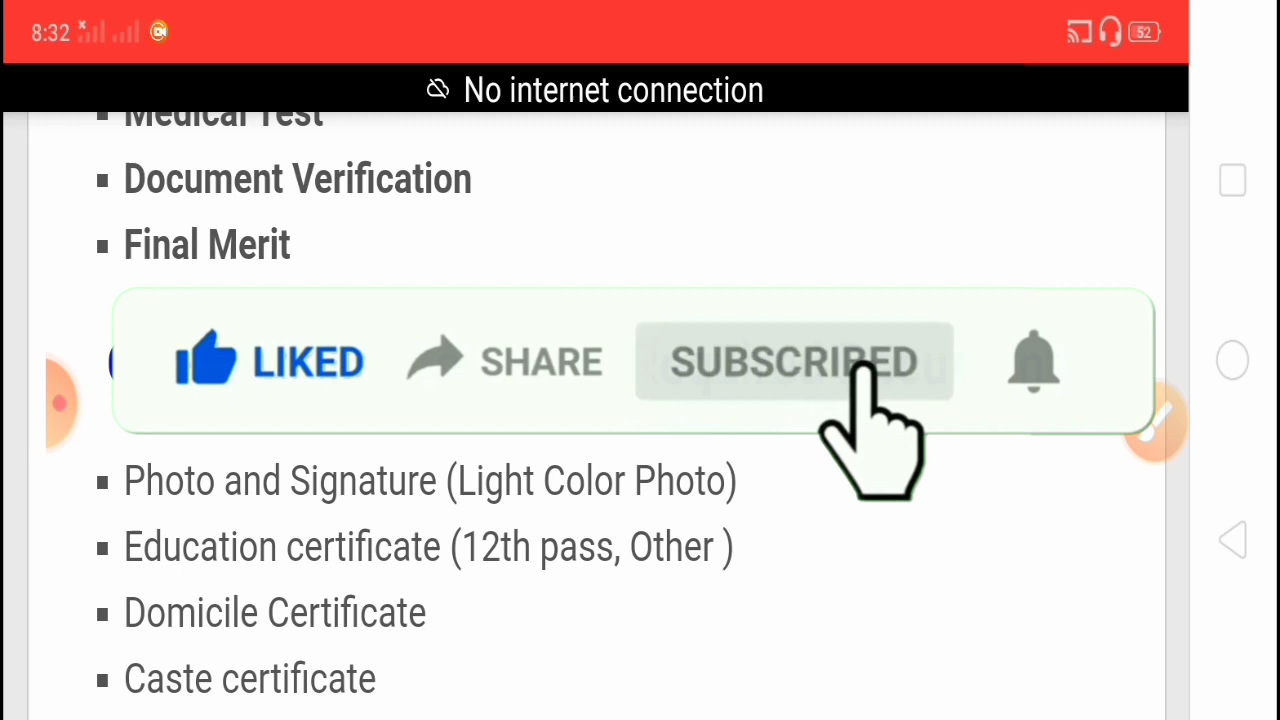 8:32
52
No internet connection
Medical Test
Document Verification
Final Merit
LIKED SHARE SUBSCRIBED
Photo and Signature (Light Color Photo)
Education certificate (12th pass, Other )
Domicile Certificate
Caste certificate